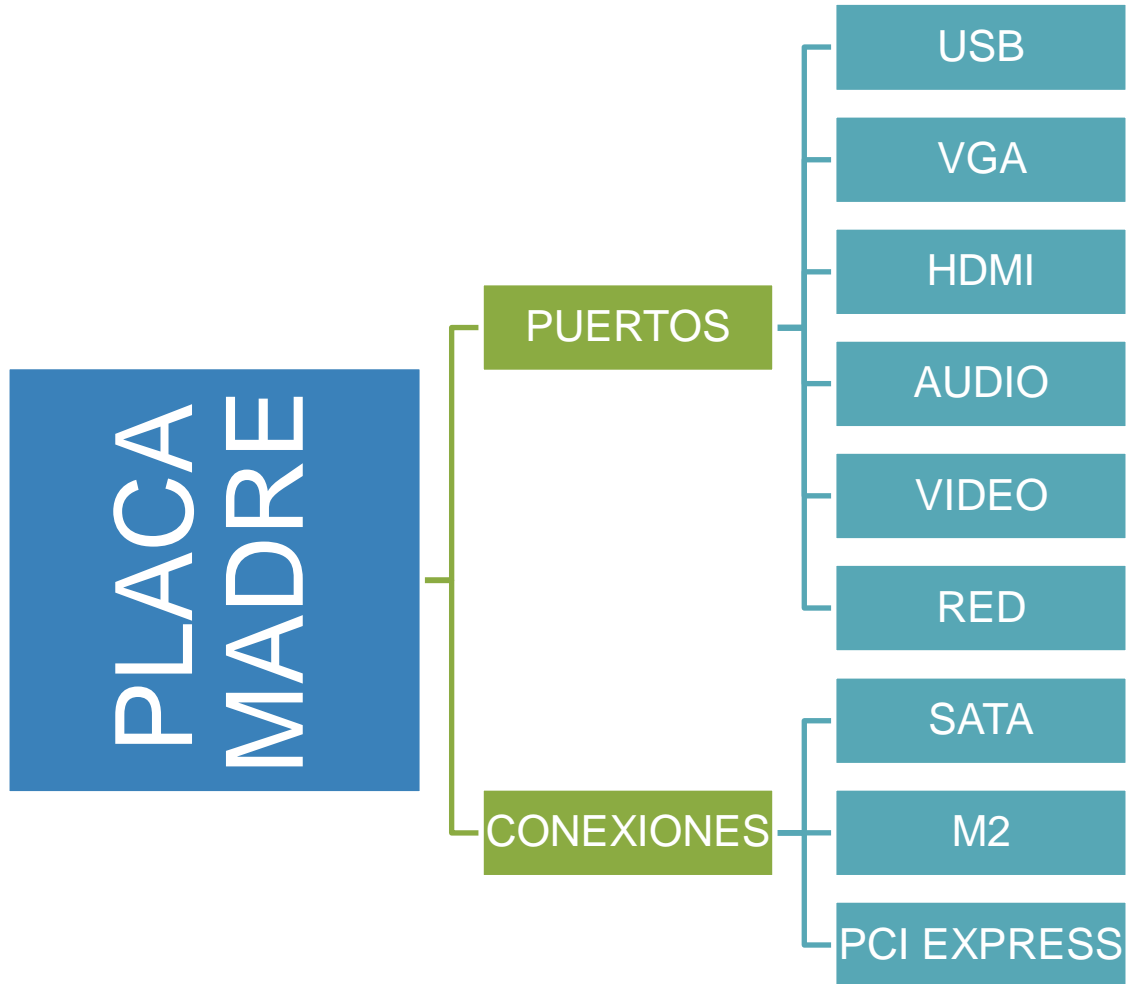 PLACA
MADRE
PUERTOS
USB
VGA
HDMI
AUDIO
VIDEO
RED
CONEXIONES
SATA
M2
PCI EXPRESS